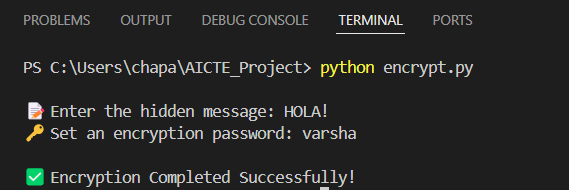 PROBLEMS OUTPUT DEBUG CONSOLE TERMINAL PORTS
PS C:\Users\chapa\AICTE_Project> python encrypt.py
📝 Enter the hidden message: HOLA!
🔑 Set an encryption password: varsha
✅ Encryption Completed Successfully!